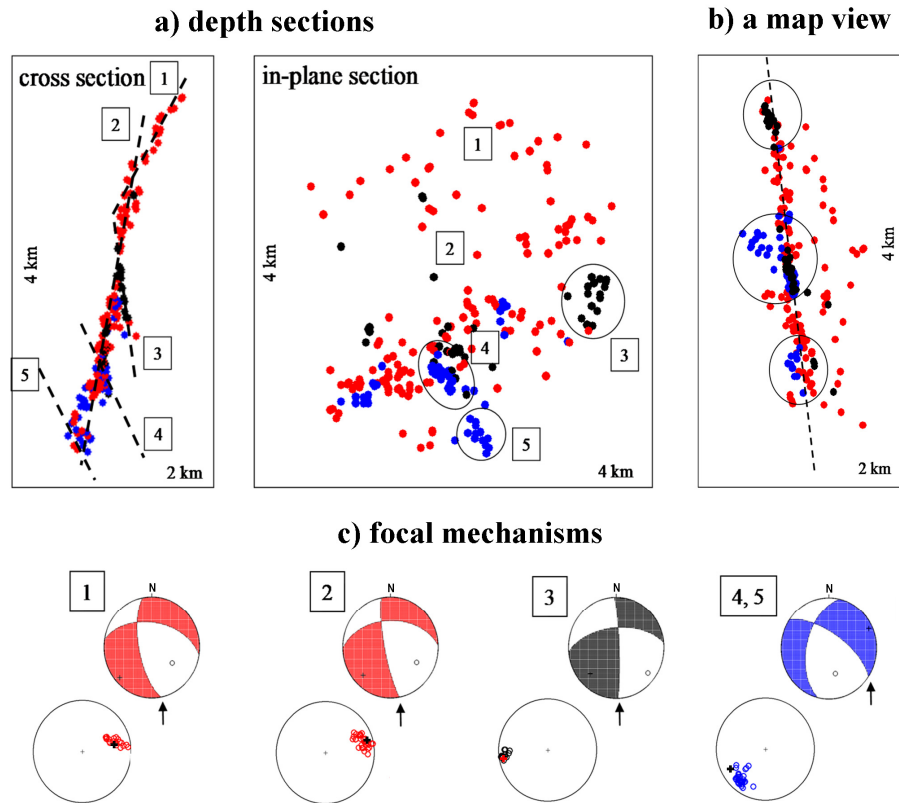 a) depth sections
b) a map view
cross section
1
2
4 km
3
5
4
2 km
in-plane section
1
2
4 km
4
3
5
4 km
4 km
2 km
c) focal mechanisms
1
N
2
N
3
N
4, 5
N